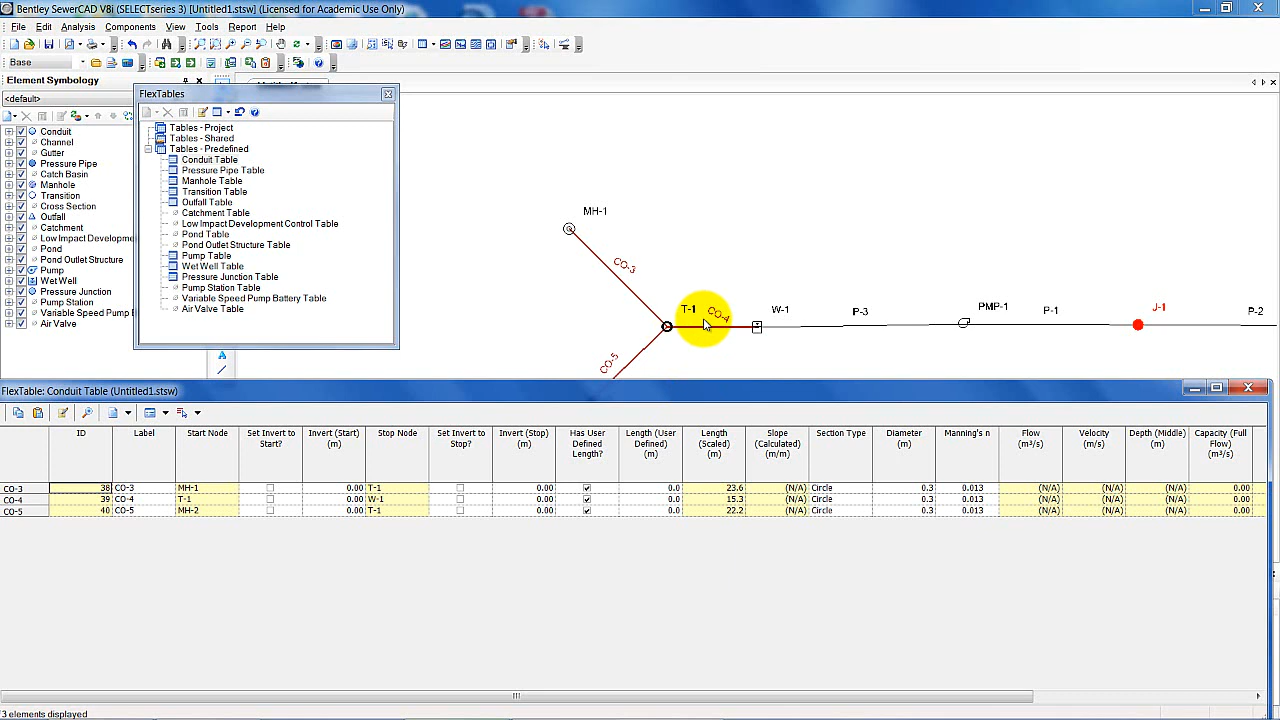 Bentley SewerCAD V8i (SELECTseries 3) [Untitled1.stsw] (Licensed for Academic Use Only)
File Edit Analysis Components View Tools Report Help
Base
Element Symbology
<default>
Conduit
Channel
Gutter
Pressure Pipe
Catch Basin
Manhole
Transition
Cross Section
Outfall
Catchment
Low Impact Developme
Pond
Pond Outlet Structure
Pump
Wet Well
Pressure Junction
Pump Station
Variable Speed Pump B
Air Valve
FlexTables
Tables - Project
Tables - Shared
Tables - Predefined
Conduit Table
Pressure Pipe Table
Manhole Table
Transition Table
Outfall Table
Catchment Table
Low Impact Development Control Table
Pond Table
Pond Outlet Structure Table
Pump Table
Wet Well Table
Pressure Junction Table
Pump Station Table
Variable Speed Pump Battery Table
Air Valve Table
MH-1
CO-3
T-1 CO-4 W-1 P-3 PMP-1 P-1 J-1 P-2
CO-5
FlexTable: Conduit Table (Untitled1.stsw)
ID Label Start Node Set Invert to Start? Invert (Start) (m) Stop Node Set Invert to Stop? Invert (Stop) (m) Has User Defined Length? Length (User Defined) (m) Length (Scaled) (m) Slope (Calculated) (m/m) Section Type Diameter (m) Manning's n Flow (m³/s) Velocity (m/s) Depth (Middle) (m) Capacity (Full Flow) (m³/s)
CO-3 38 CO-3 MH-1 0.00 T-1 0.00 0.0 23.6 (N/A) Circle 0.3 0.013 (N/A) (N/A) (N/A) 0.00
CO-4 39 CO-4 T-1 0.00 W-1 0.00 0.0 15.3 (N/A) Circle 0.3 0.013 (N/A) (N/A) (N/A) 0.00
CO-5 40 CO-5 MH-2 0.00 T-1 0.00 0.0 22.2 (N/A) Circle 0.3 0.013 (N/A) (N/A) (N/A) 0.00
3 elements displayed